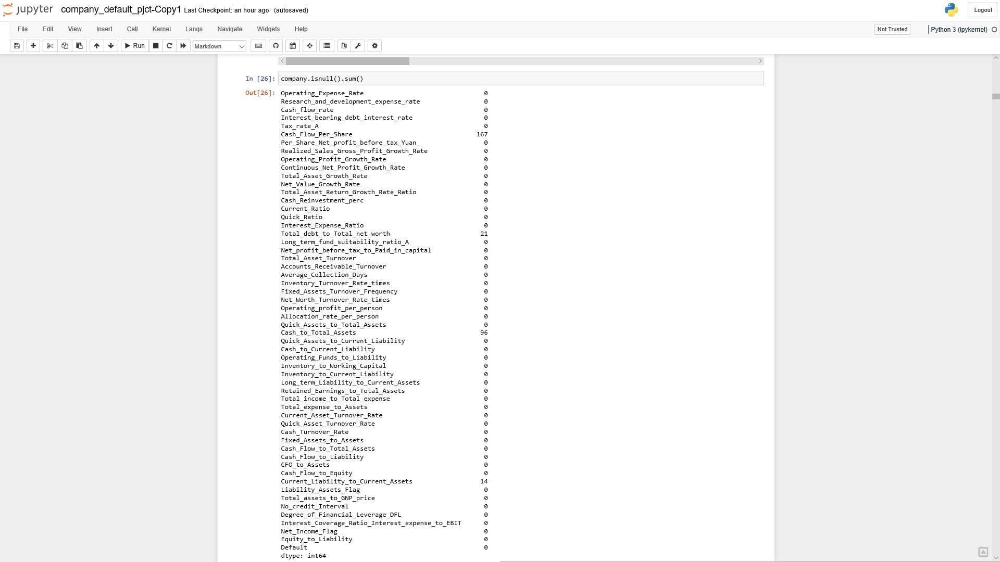 jupyter company_default_pjct-Copy1 Last Checkpoint: an hour ago (autosaved) Logout
File Edit View Insert Cell Kernel Langs Navigate Widgets Help Not Trusted Python 3 (ipykernel)
Run Markdown
In [26]: company.isnull().sum()
Out[26]: Operating_Expense_Rate 0
Research_and_development_expense_rate 0
Cash_flow_rate 0
Interest_bearing_debt_interest_rate 0
Tax_rate_A 0
Cash_Flow_Per_Share 167
Per_Share_Net_profit_before_tax_Yuan_ 0
Realized_Sales_Gross_Profit_Growth_Rate 0
Operating_Profit_Growth_Rate 0
Continuous_Net_Profit_Growth_Rate 0
Total_Asset_Growth_Rate 0
Net_Value_Growth_Rate 0
Total_Asset_Return_Growth_Rate_Ratio 0
Cash_Reinvestment_perc 0
Current_Ratio 0
Quick_Ratio 0
Interest_Expense_Ratio 0
Total_debt_to_Total_net_worth 21
Long_term_fund_suitability_ratio_A 0
Net_profit_before_tax_to_Paid_in_capital 0
Total_Asset_Turnover 0
Accounts_Receivable_Turnover 0
Average_Collection_Days 0
Inventory_Turnover_Rate_times 0
Fixed_Assets_Turnover_Frequency 0
Net_Worth_Turnover_Rate_times 0
Operating_profit_per_person 0
Allocation_rate_per_person 0
Quick_Assets_to_Total_Assets 0
Cash_to_Total_Assets 96
Quick_Assets_to_Current_Liability 0
Cash_to_Current_Liability 0
Operating_Funds_to_Liability 0
Inventory_to_Working_Capital 0
Inventory_to_Current_Liability 0
Long_term_Liability_to_Current_Assets 0
Retained_Earnings_to_Total_Assets 0
Total_income_to_Total_expense 0
Total_expense_to_Assets 0
Current_Asset_Turnover_Rate 0
Quick_Asset_Turnover_Rate 0
Cash_Turnover_Rate 0
Fixed_Assets_to_Assets 0
Cash_Flow_to_Total_Assets 0
Cash_Flow_to_Liability 0
CFO_to_Assets 0
Cash_Flow_to_Equity 0
Current_Liability_to_Current_Assets 14
Liability_Assets_Flag 0
Total_assets_to_GNP_price 0
No_credit_Interval 0
Degree_of_Financial_Leverage_DFL 0
Interest_Coverage_Ratio_Interest_expense_to_EBIT 0
Net_Income_Flag 0
Equity_to_Liability 0
Default 0
dtype: int64